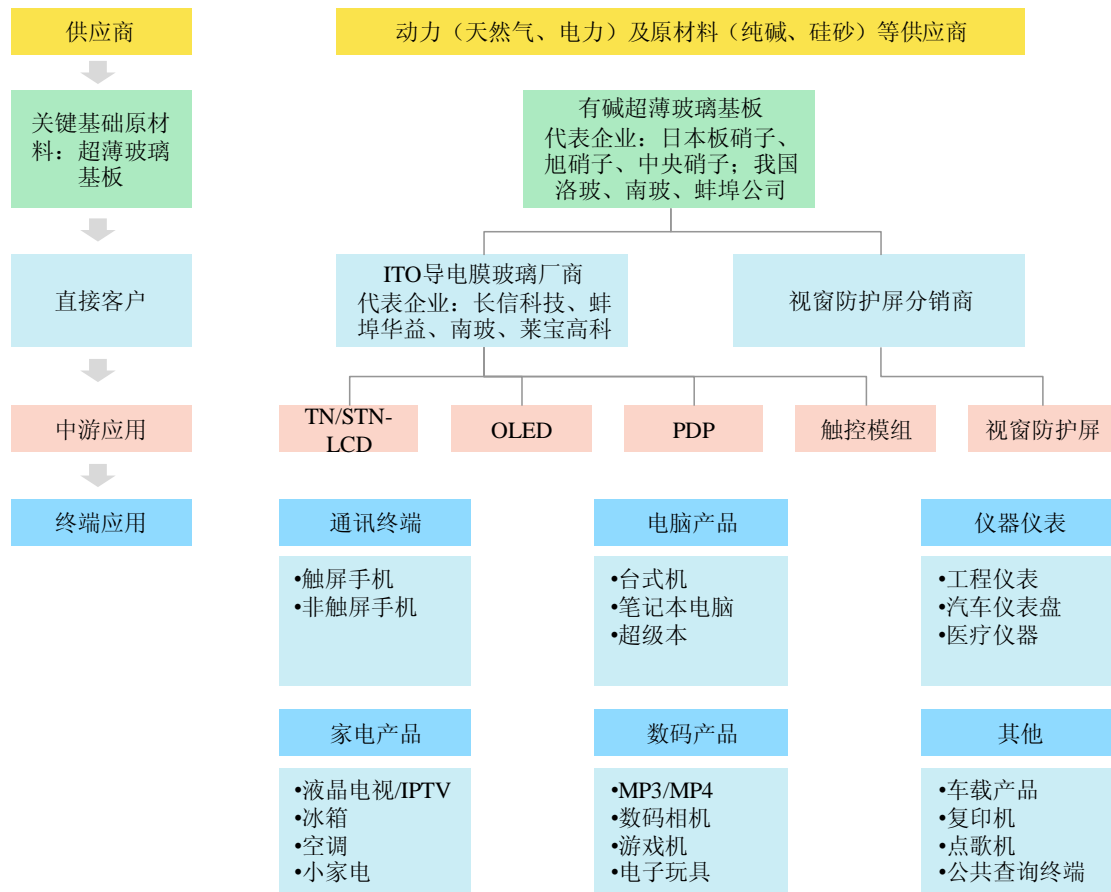 供应商
动力（天然气、电力）及原材料（纯碱、硅砂）等供应商
关键基础原材
料：超薄玻璃
基板
有碱超薄玻璃基板
代表企业：日本板硝子、
旭硝子、中央硝子；我国
洛玻、南玻、蚌埠公司
直接客户
ITO导电膜玻璃厂商
代表企业：长信科技、蚌
埠华益、南玻、莱宝高科
视窗防护屏分销商
中游应用
TN/STN-
LCD
OLED
PDP
触控模组
视窗防护屏
终端应用
通讯终端
•触屏手机
•非触屏手机
电脑产品
•台式机
•笔记本电脑
•超级本
仪器仪表
•工程仪表
•汽车仪表盘
•医疗仪器
家电产品
•液晶电视/IPTV
•冰箱
•空调
•小家电
数码产品
•MP3/MP4
•数码相机
•游戏机
•电子玩具
其他
•车载产品
•复印机
•点歌机
•公共查询终端